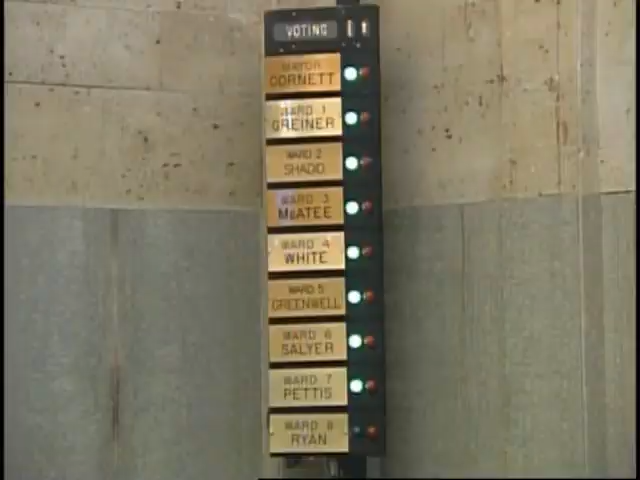 VOTING
MAYOR
CORNETT
WARD 1
GREINER
WARD 2
SHADID
WARD 3
McATEE
WARD 4
WHITE
WARD 5
GREENWELL
WARD 6
SALYER
WARD 7
PETTIS
WARD 8
RYAN